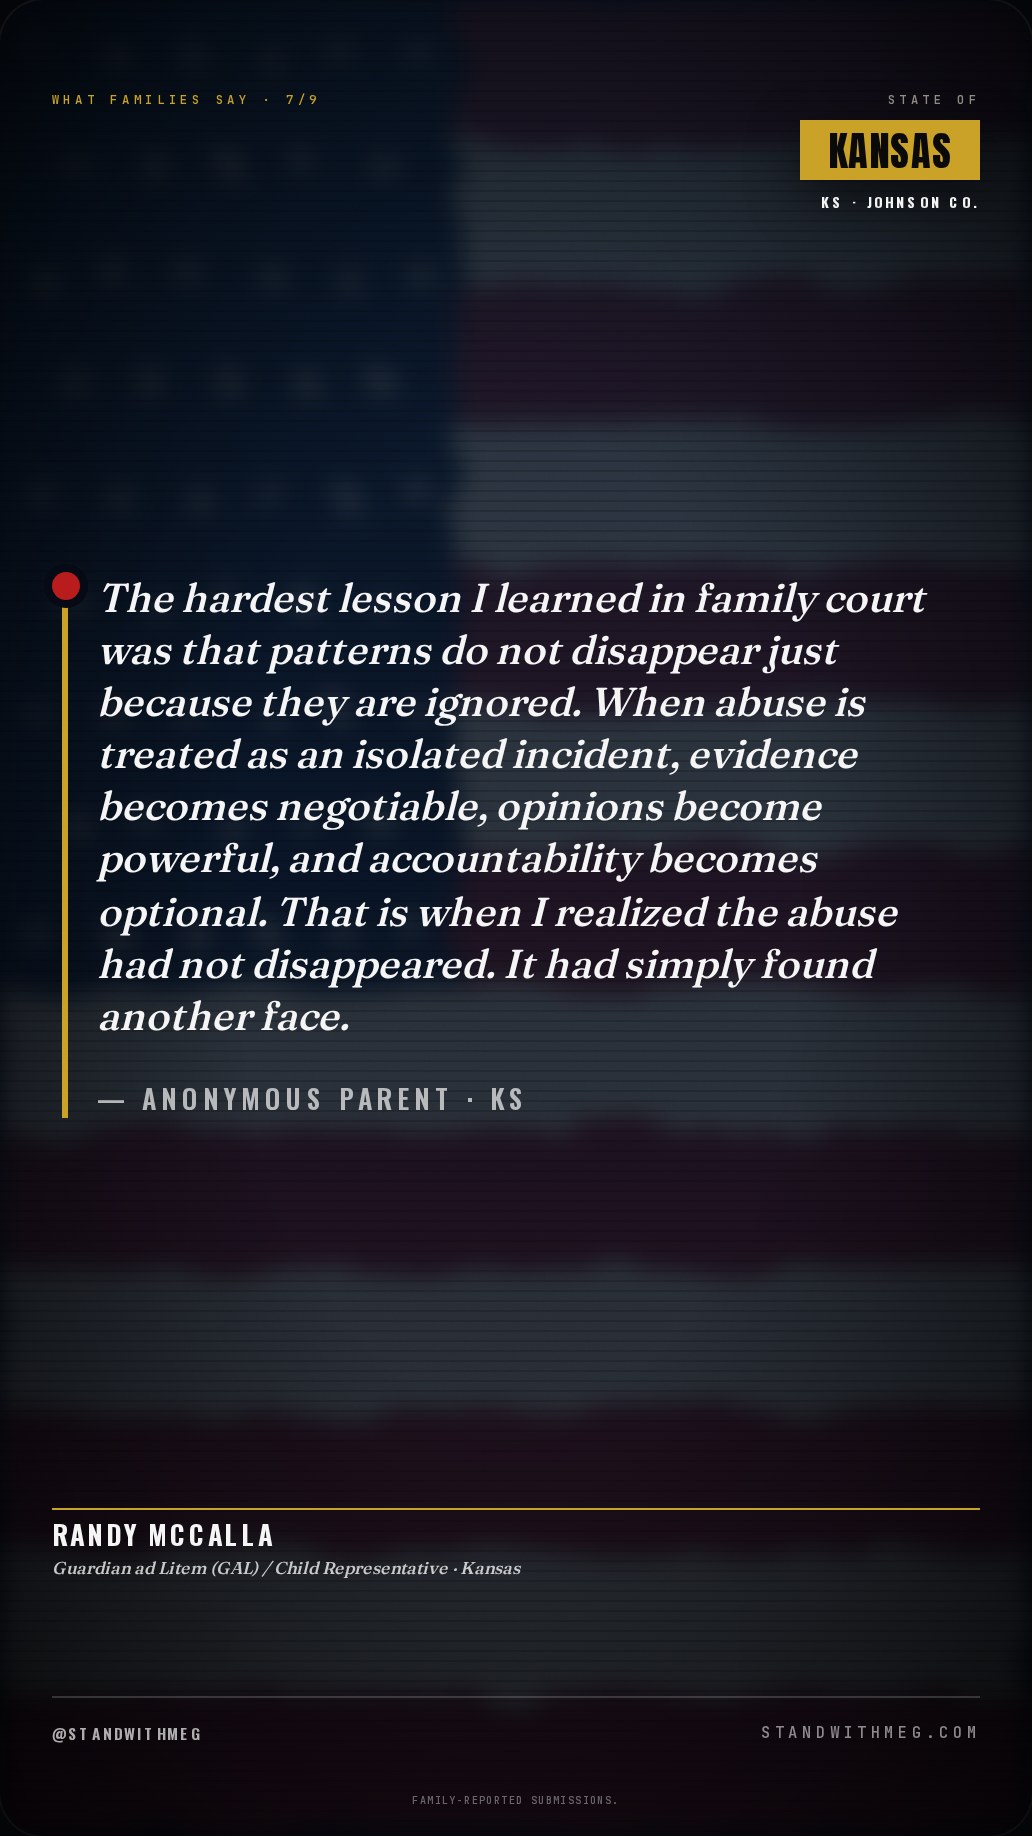 WHAT FAMILIES SAY · 7/9
STATE OF
KANSAS
KS · JOHNSON CO.
The hardest lesson I learned in family court
was that patterns do not disappear just
because they are ignored. When abuse is
treated as an isolated incident, evidence
becomes negotiable, opinions become
powerful, and accountability becomes
optional. That is when I realized the abuse
had not disappeared. It had simply found
another face.
— ANONYMOUS PARENT · KS
RANDY MCCALLA
Guardian ad Litem (GAL) / Child Representative · Kansas
@STANDWITHMEG
STANDWITHMEG.COM
FAMILY-REPORTED SUBMISSIONS.